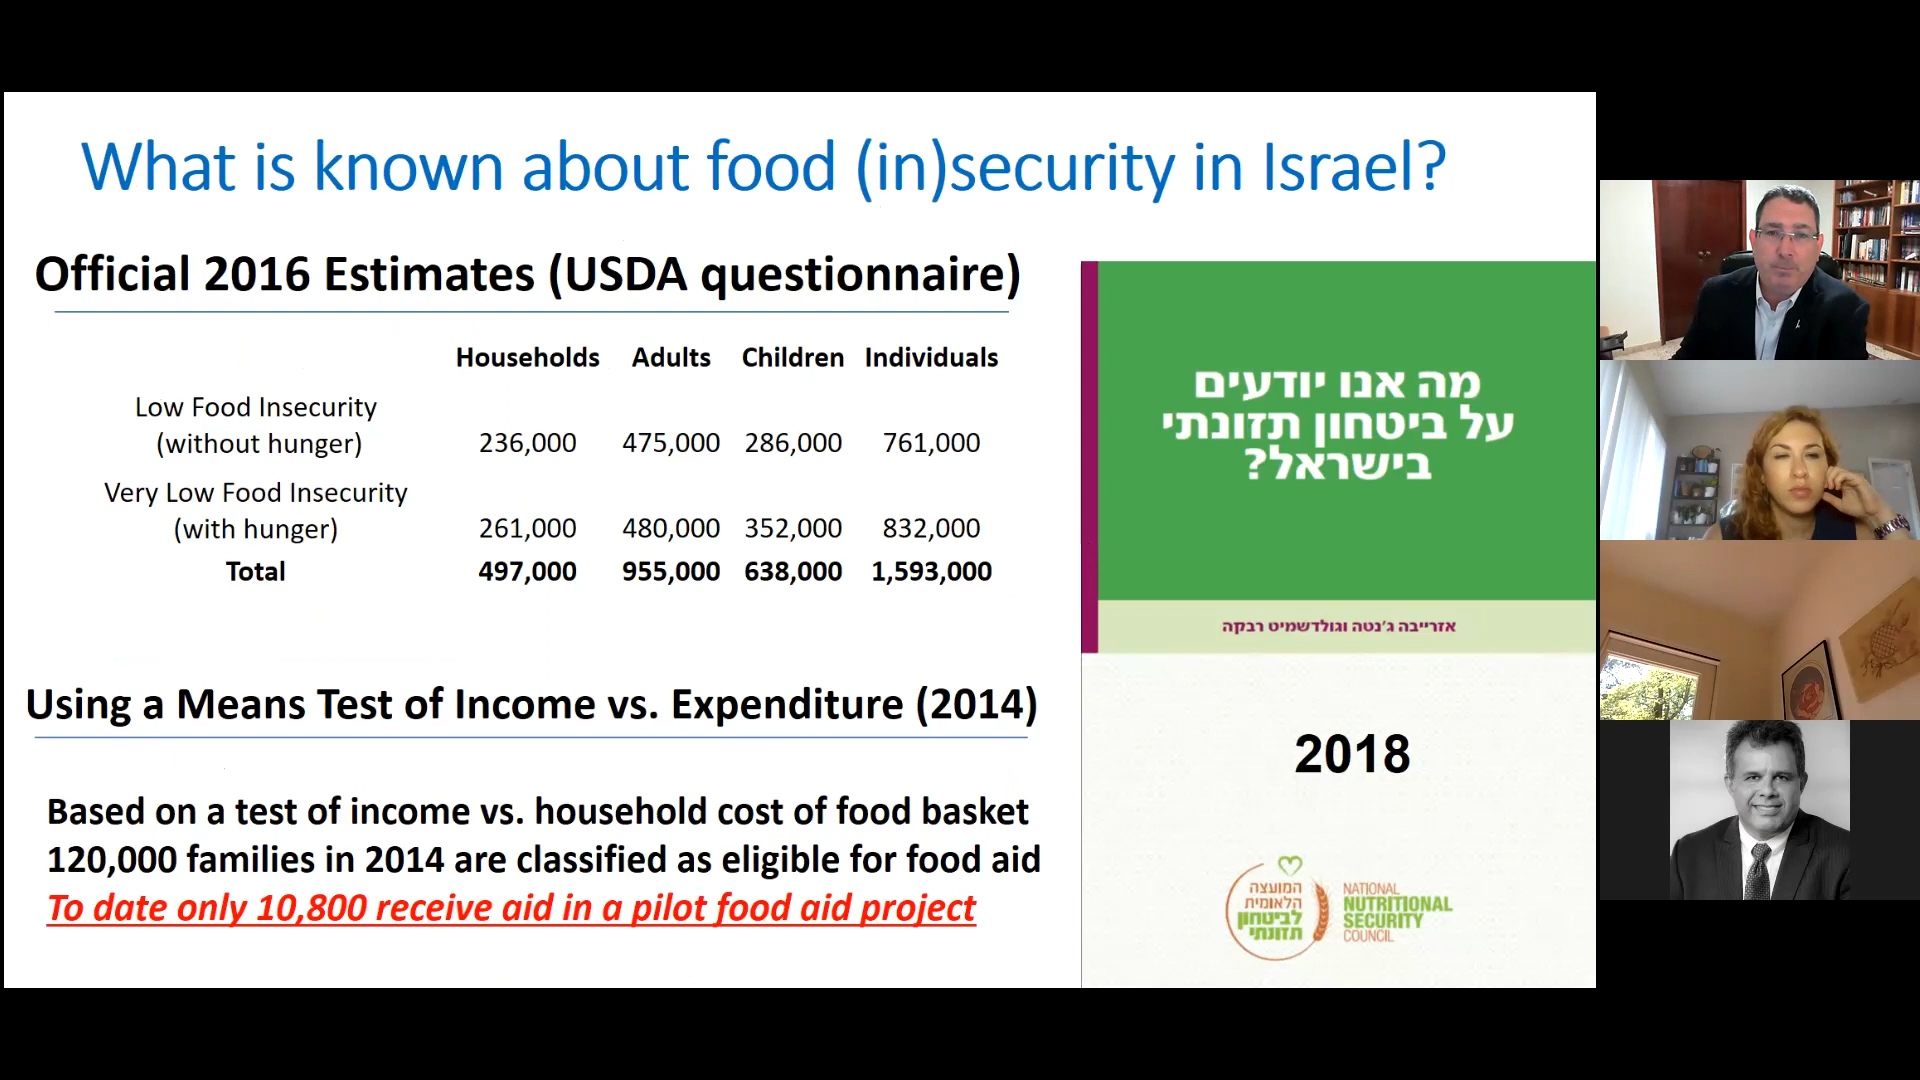 What is known about food (in)security in Israel?
Official 2016 Estimates (USDA questionnaire)
Households Adults Children Individuals
Low Food Insecurity
(without hunger) 236,000 475,000 286,000 761,000
Very Low Food Insecurity
(with hunger) 261,000 480,000 352,000 832,000
Total 497,000 955,000 638,000 1,593,000
Using a Means Test of Income vs. Expenditure (2014)
Based on a test of income vs. household cost of food basket
120,000 families in 2014 are classified as eligible for food aid
To date only 10,800 receive aid in a pilot food aid project
מה אנו יודעים
על ביטחון תזונתי
בישראל?
אזרייבה ג'נטה וגולדשמיט רבקה
2018
המועצה
הלאומית
לביטחון
תזונתי
NATIONAL
NUTRITIONAL
SECURITY
COUNCIL